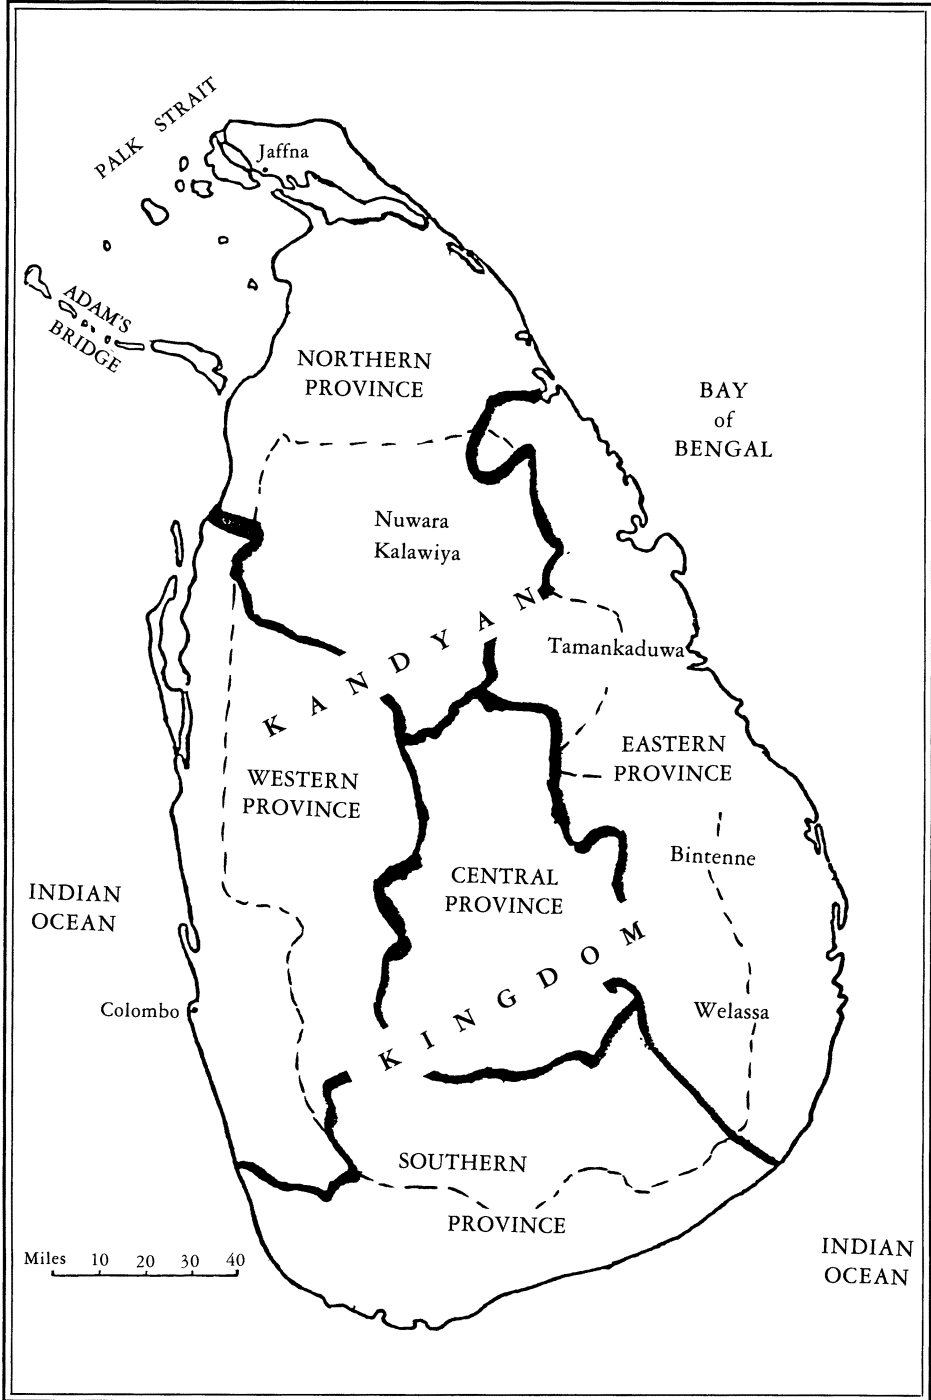 PALK STRAIT
Jaffna
ADAM'S
BRIDGE
NORTHERN
PROVINCE
BAY
of
BENGAL
Nuwara
Kalawiya
KANDYAN
Tamankaduwa
EASTERN
PROVINCE
WESTERN
PROVINCE
Bintenne
CENTRAL
PROVINCE
INDIAN
OCEAN
KINGDOM
Colombo
Welassa
SOUTHERN
PROVINCE
INDIAN
OCEAN
Miles 10 20 30 40